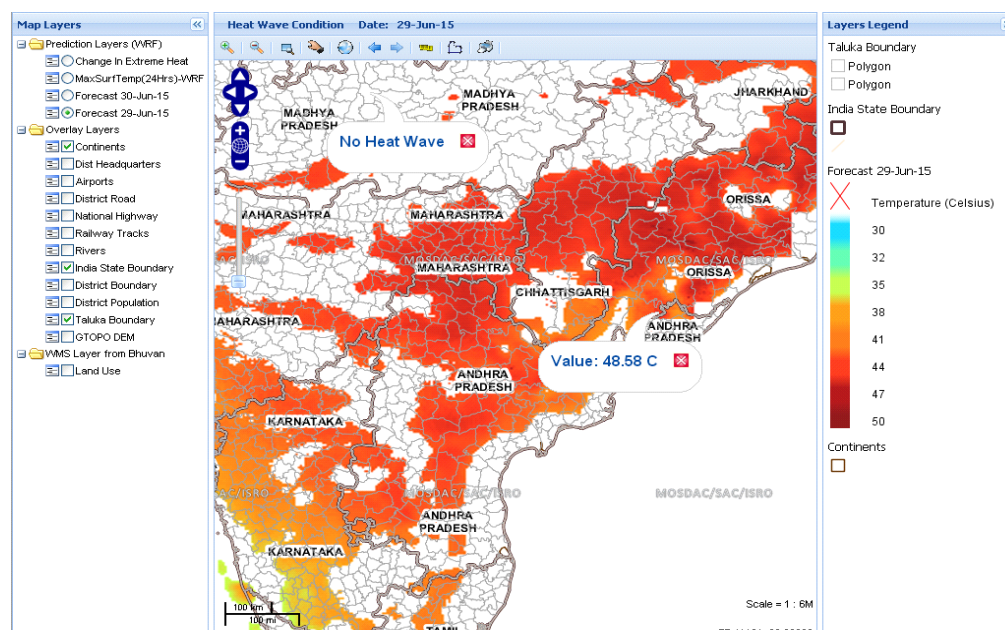 Map Layers
Prediction Layers (WRF)
Change In Extreme Heat
MaxSurfTemp(24Hrs)-WRF
Forecast 30-Jun-15
Forecast 29-Jun-15
Overlay Layers
Continents
Dist Headquarters
Airports
District Road
National Highway
Railway Tracks
Rivers
India State Boundary
District Boundary
District Population
Taluka Boundary
GTOPO DEM
WMS Layer from Bhuvan
Land Use
Heat Wave Condition Date: 29-Jun-15
MADHYA
PRADESH
JHARKHAND
MADHYA
PRADESH
No Heat Wave
ORISSA
MAHARASHTRA
MAHARASHTRA
MOSDAC/SAC/ISRO
MOSDAC/SAC/ISRO
MAHARASHTRA
ORISSA
CHHATTISGARH
AHARASHTRA
ANDHRA
PRADESH
Value: 48.58 C
ANDHRA
PRADESH
KARNATAKA
AC/ISRO
MOSDAC/SAC/ISRO
MOSDAC/SAC/ISRO
ANDHRA
PRADESH
KARNATAKA
100 km
100 mi
Scale = 1 : 6M
Layers Legend
Taluka Boundary
Polygon
Polygon
India State Boundary
Forecast 29-Jun-15
Temperature (Celsius)
30
32
35
38
41
44
47
50
Continents